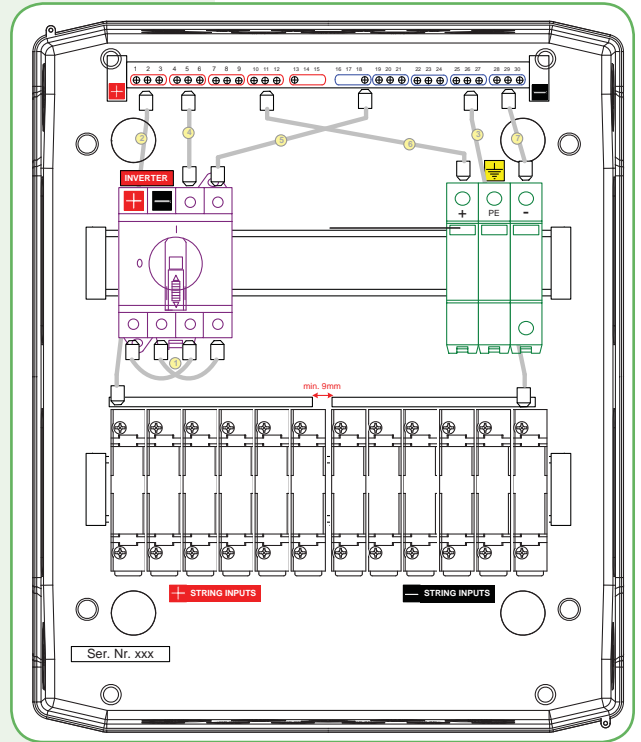 1 2 3 4 5 6 7 8 9 10 11 12 13 14 15 16 17 18 19 20 21 22 23 24 25 26 27 28 29 30
+ −
2 4 5 6 3 7
INVERTER
+ −
+ PE -
I
0
1
min. 9mm
+ STRING INPUTS — STRING INPUTS
Ser. Nr. xxx